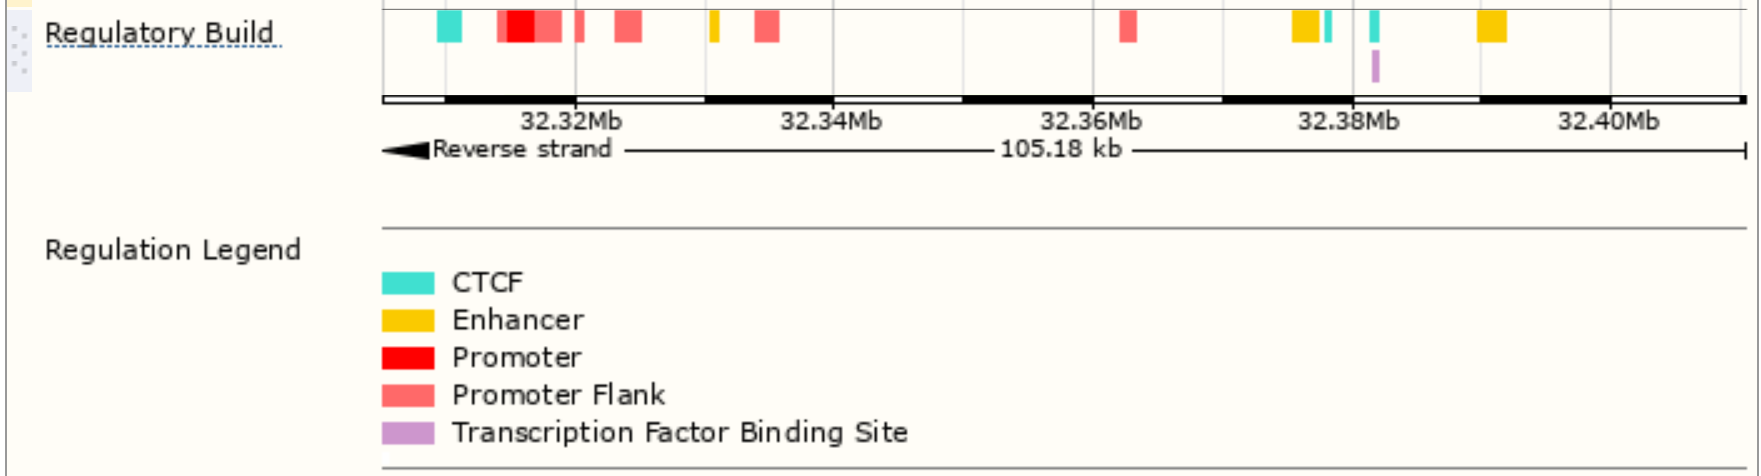 Regulatory Build
32.32Mb 32.34Mb 32.36Mb 32.38Mb 32.40Mb
Reverse strand 105.18 kb
Regulation Legend
CTCF
Enhancer
Promoter
Promoter Flank
Transcription Factor Binding Site